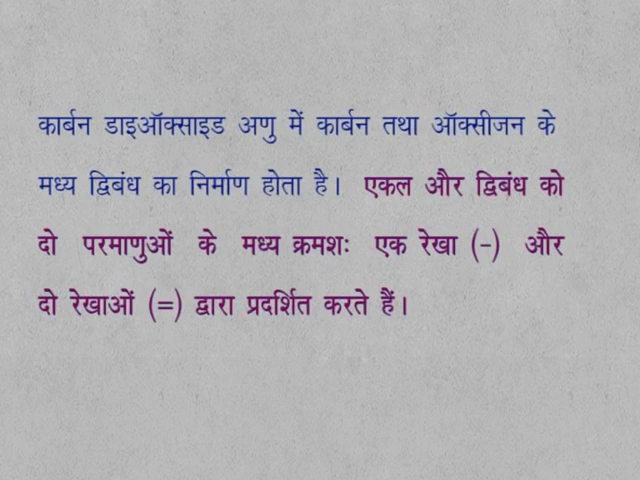 कार्बन डाइऑक्साइड अणु में कार्बन तथा ऑक्सीजन के
मध्य द्विबंध का निर्माण होता है। एकल और द्विबंध को
दो परमाणुओं के मध्य क्रमशः एक रेखा (-) और
दो रेखाओं (=) द्वारा प्रदर्शित करते हैं।